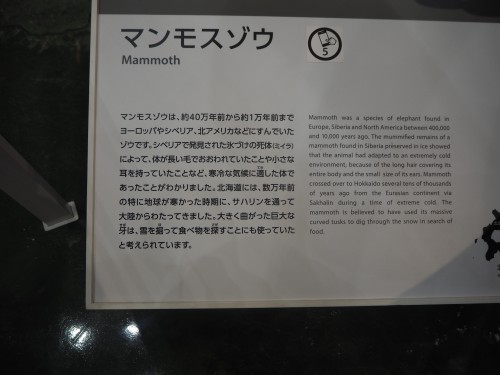 マンモスゾウ
Mammoth
5
マンモスゾウは、約40万年前から約1万年前まで
ヨーロッパやシベリア、北アメリカなどにすんでいた
ゾウです。シベリアで発見された氷づけの死体(ミイラ)
によって、体が長い毛でおおわれていたことや小さな
耳を持っていたことなど、寒冷な気候に適した体で
あったことがわかりました。北海道には、数万年前
の特に地球が寒かった時期に、サハリンを通って
大陸からわたってきました。大きく曲がった巨大な
牙は、雪を掘って食べ物を探すことにも使っていた
と考えられています。
Mammoth was a species of elephant found in
Europe, Siberia and North America between 400,000
and 10,000 years ago. The mummified remains of a
mammoth found in Siberia preserved in ice showed
that the animal had adapted to an extremely cold
environment, because of the long hair covering its
entire body and the small size of its ears. Mammoth
crossed over to Hokkaido several tens of thousands
of years ago from the Eurasian continent via
Sakhalin during a time of extreme cold. The
mammoth is believed to have used its massive
curved tusks to dig through the snow in search of
food.